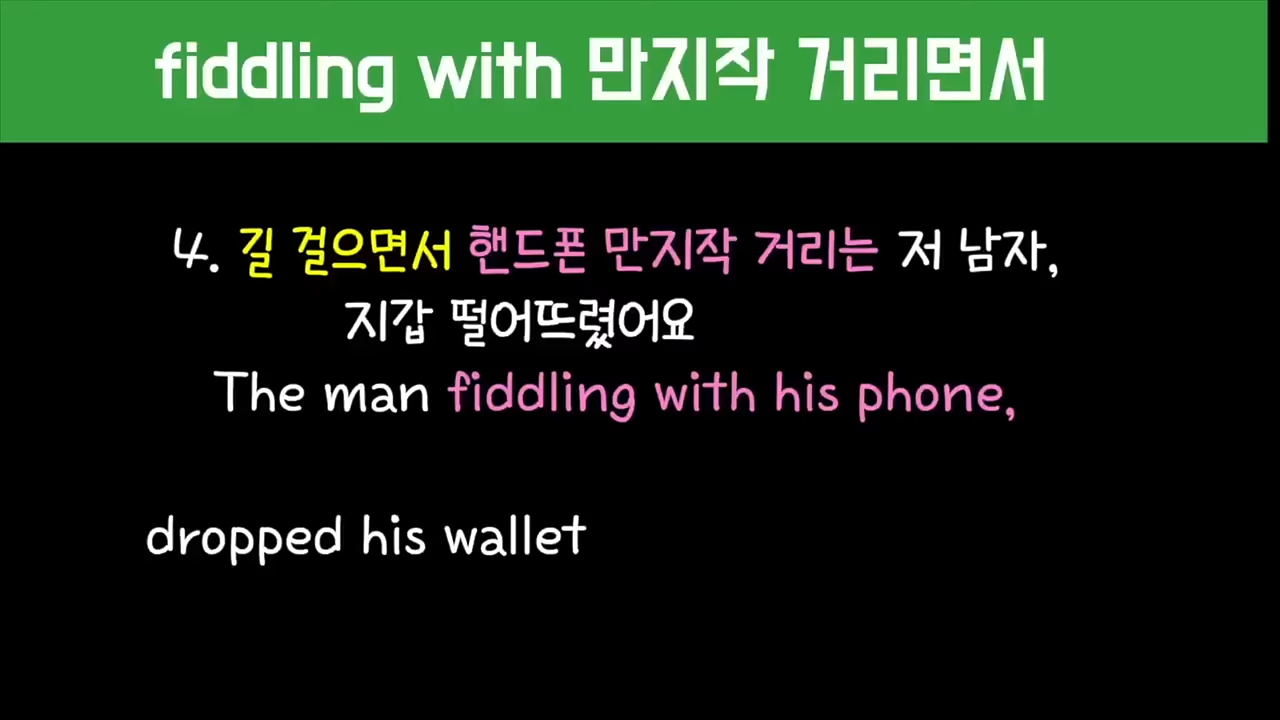 fiddling with 만지작 거리면서
4. 길 걸으면서 핸드폰 만지작 거리는 저 남자,
지갑 떨어뜨렸어요
The man fiddling with his phone,
dropped his wallet